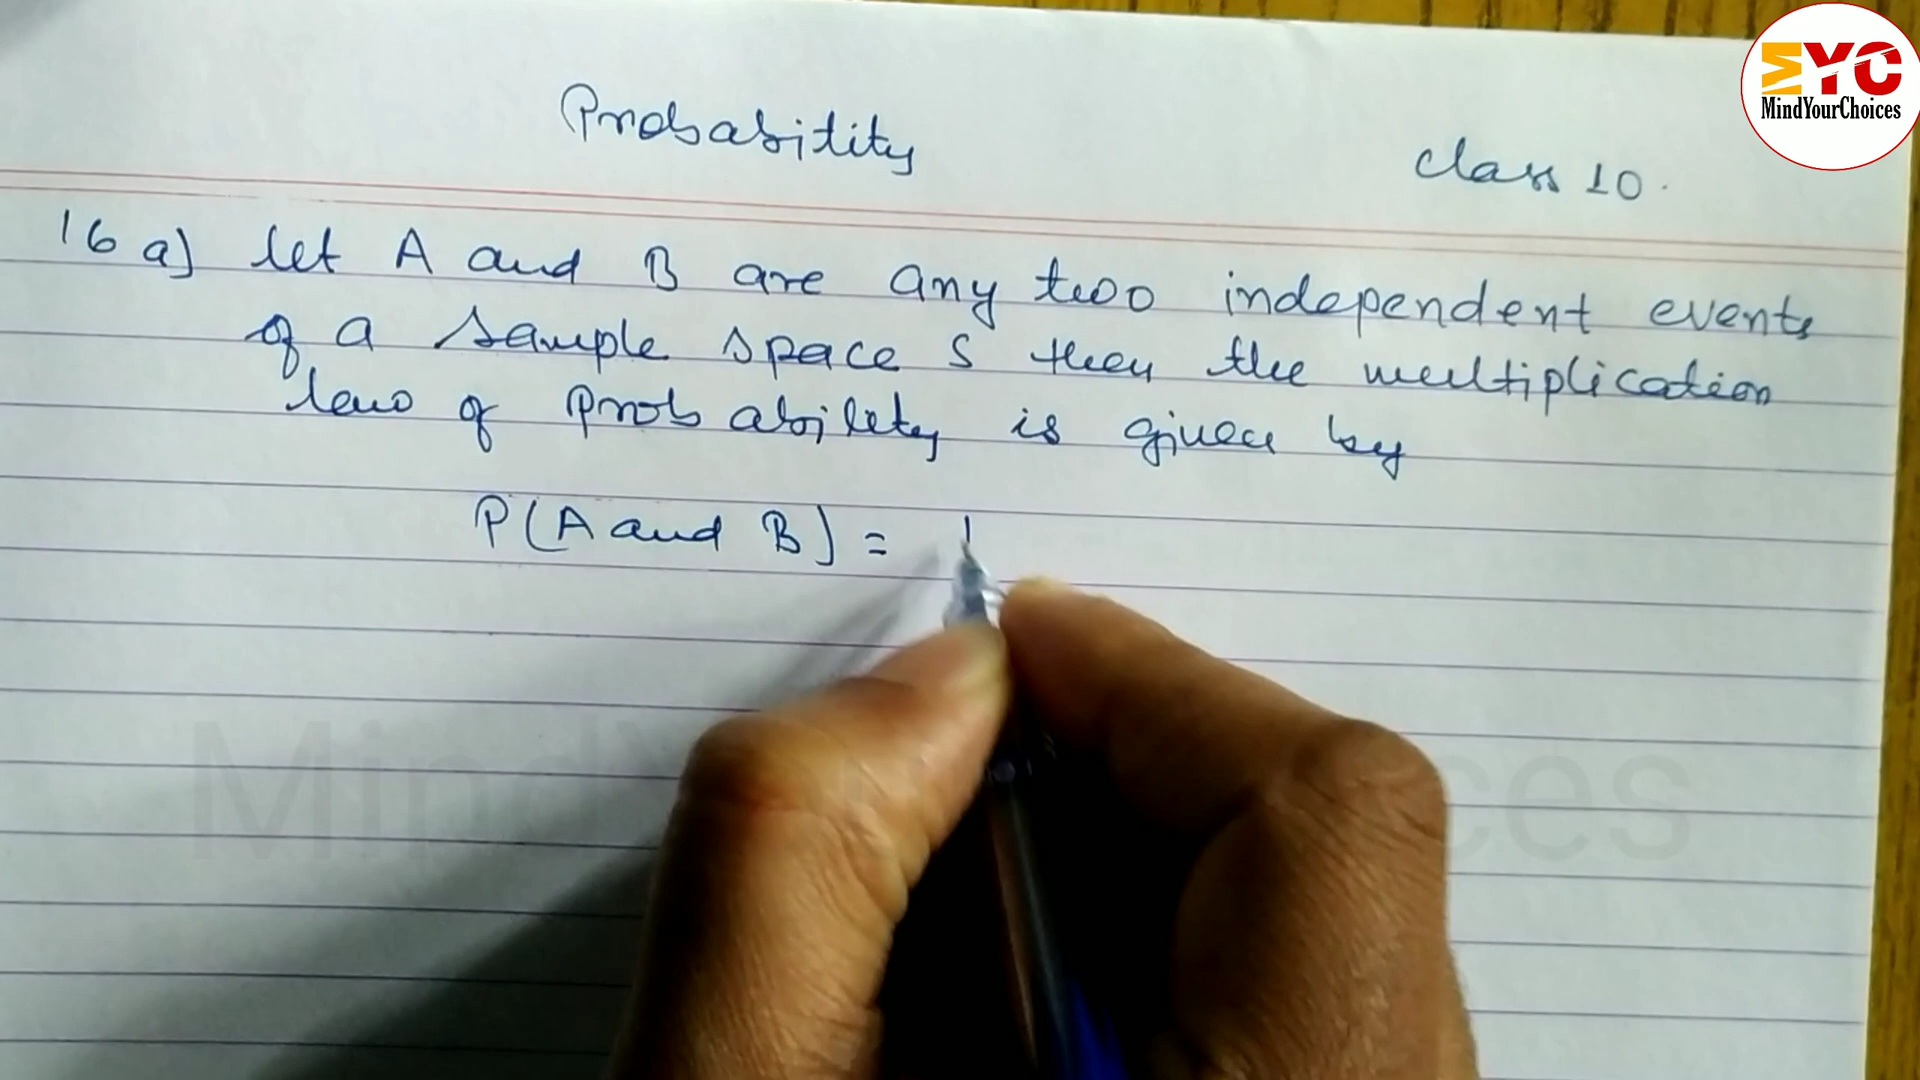 MYC
MindYourChoices
Probability
class 10.
16 a) let A and B are any two independent events
of a sample space S then the multiplication
law of probability is given by
P(A and B) =